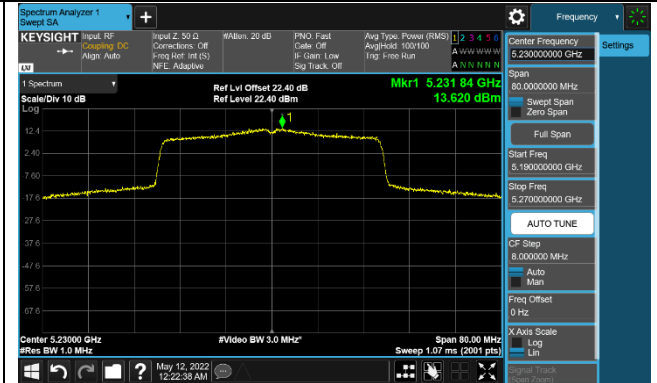 Spectrum Analyzer 1
Swept SA
Frequency
KEYSIGHT
Input: RF
Coupling: DC
Align: Auto
Input Z: 50 Ω
Corrections: Off
Freq Ref: Int (S)
NFE: Adaptive
#Atten: 20 dB
PNO: Fast
Gate: Off
IF Gain: Low
Sig Track: Off
Avg Type: Power (RMS)
Avg|Hold: 100/100
Trig: Free Run
1 2 3 4 5 6
A W W W W W
A N N N N N
LXI
1 Spectrum
Scale/Div 10 dB
Ref Lvl Offset 22.40 dB
Ref Level 22.40 dBm
Mkr1 5.231 84 GHz
13.620 dBm
Log
1
12.4
2.40
-7.60
-17.6
-27.6
-37.6
-47.6
-57.6
-67.6
Center 5.23000 GHz
#Res BW 1.0 MHz
#Video BW 3.0 MHz*
Span 80.00 MHz
Sweep 1.07 ms (2001 pts)
Center Frequency
5.230000000 GHz
Settings
Span
80.0000000 MHz
Swept Span
Zero Span
Full Span
Start Freq
5.190000000 GHz
Stop Freq
5.270000000 GHz
AUTO TUNE
CF Step
8.000000 MHz
Auto
Man
Freq Offset
0 Hz
X Axis Scale
Log
Lin
Signal Track
(Span Zoom)
May 12, 2022
12:22:38 AM